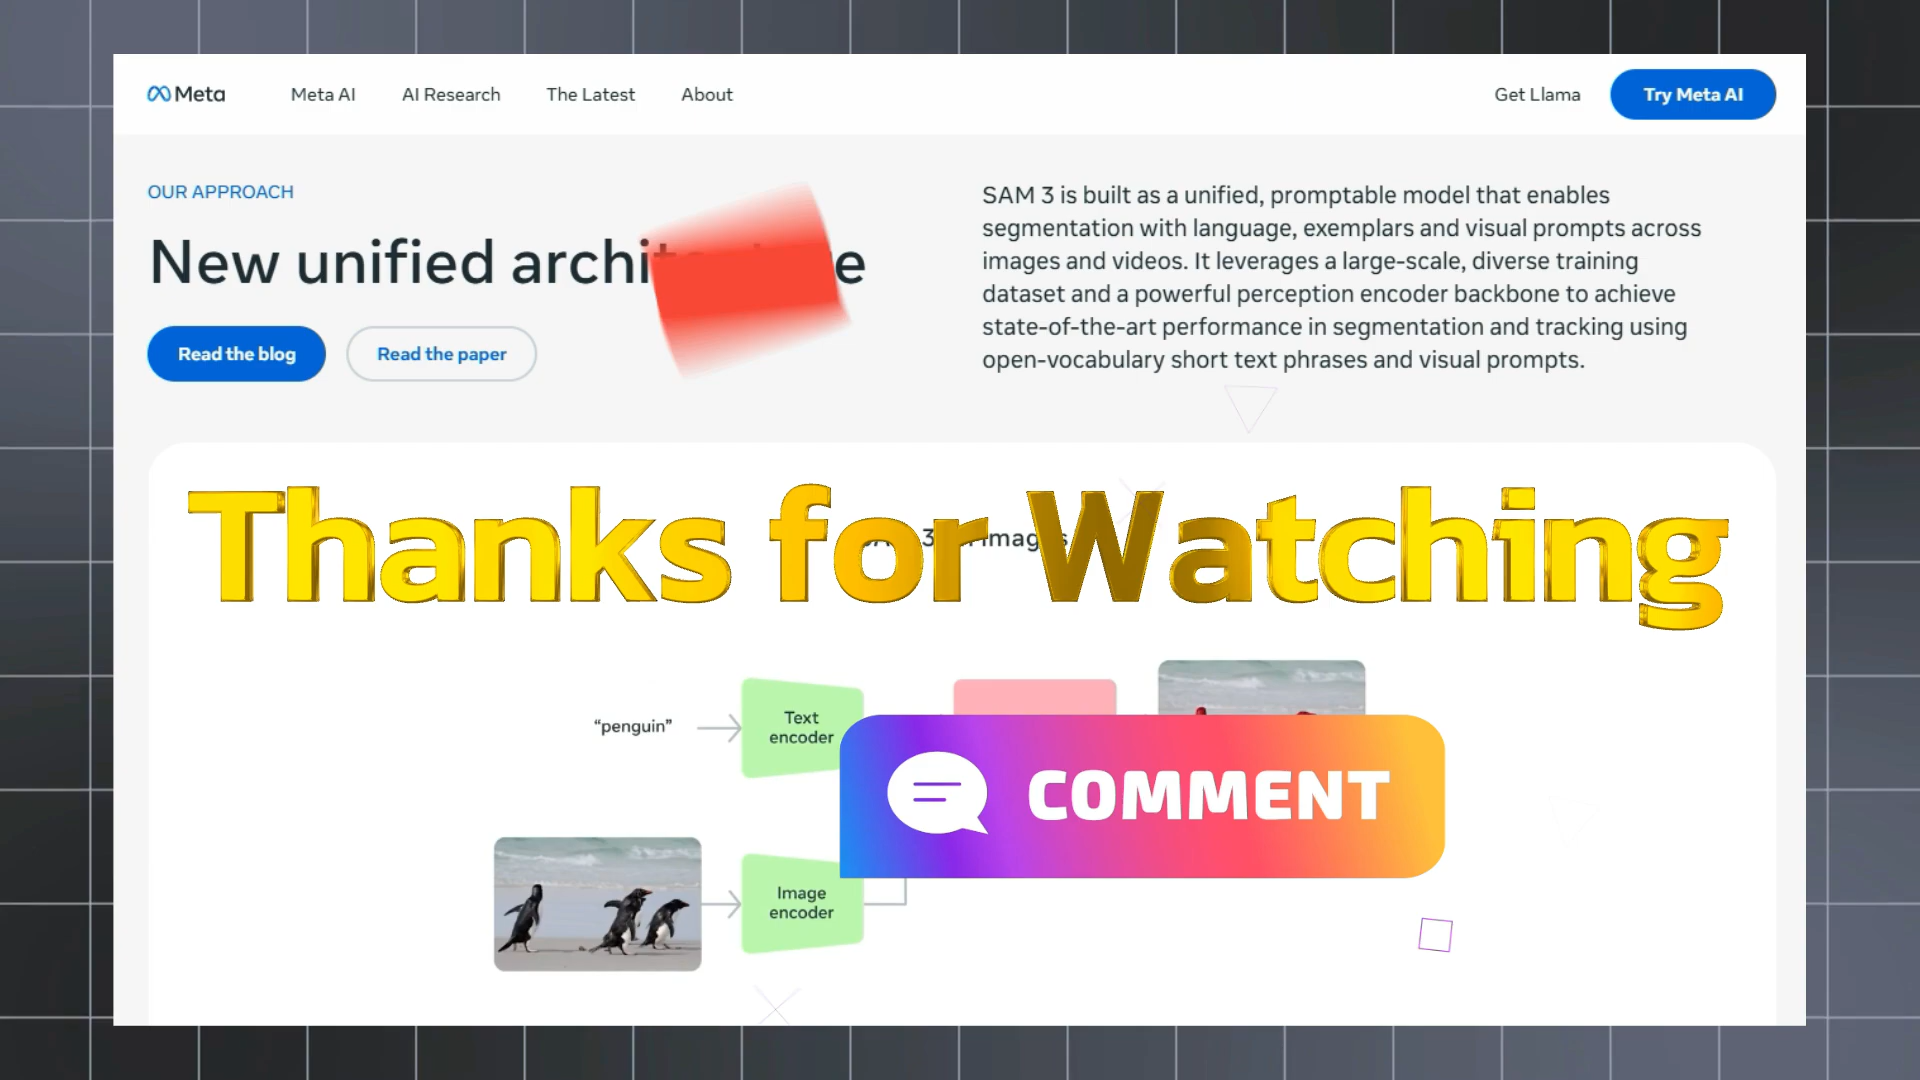 Meta
Meta AI
AI Research
The Latest
About
Get Llama
Try Meta AI
OUR APPROACH
New unified
Read the blog
Read the paper
SAM 3 is built as a unified, promptable model that enables
segmentation with language, exemplars and visual prompts across
images and videos. It leverages a large-scale, diverse training
dataset and a powerful perception encoder backbone to achieve
state-of-the-art performance in segmentation and tracking using
open-vocabulary short text phrases and visual prompts.
Thanks for Watching
“penguin”
Text
encoder
COMMENT
Image
encoder